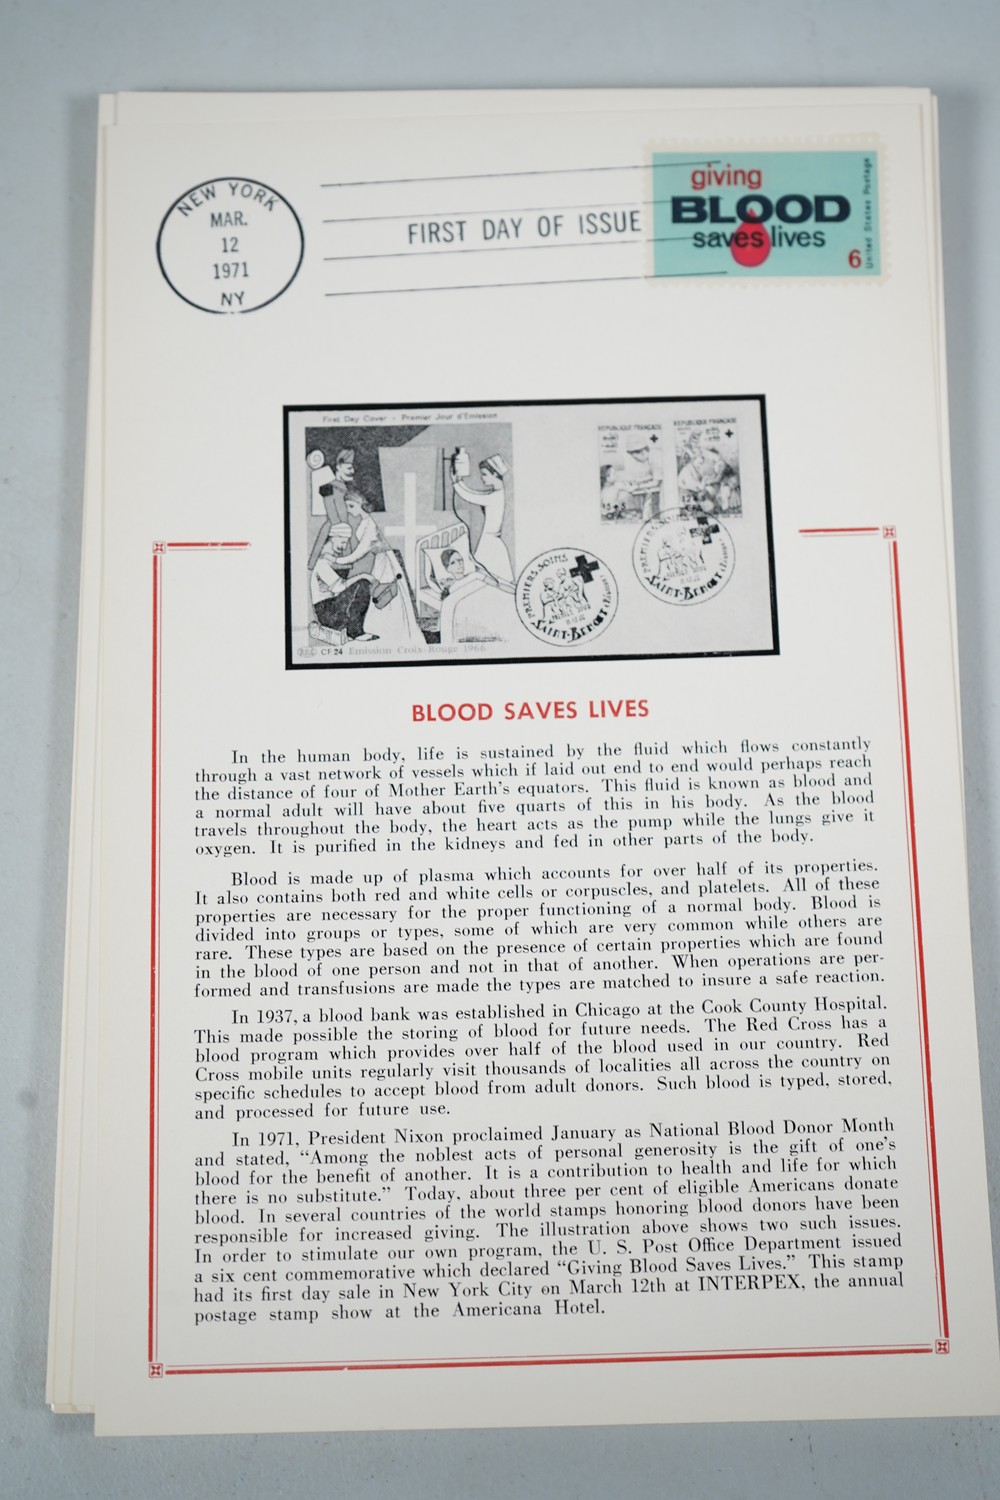 NEW YORK
MAR.
12
1971
NY
FIRST DAY OF ISSUE
giving
BLOOD
saves lives
6
United States Postage
First Day Cover - Premier Jour d'Emission
REPUBLIQUE FRANÇAISE
REPUBLIQUE FRANÇAISE
PREMIERS-SOINS
SAINT-BENOIT
PREMIERS-SOINS
SAINT-BENOIT
CF 24 Emission Croix-Rouge 1966
BLOOD SAVES LIVES
In the human body, life is sustained by the fluid which flows constantly
through a vast network of vessels which if laid out end to end would perhaps reach
the distance of four of Mother Earth's equators. This fluid is known as blood and
a normal adult will have about five quarts of this in his body. As the blood
travels throughout the body, the heart acts as the pump while the lungs give it
oxygen. It is purified in the kidneys and fed in other parts of the body.
Blood is made up of plasma which accounts for over half of its properties.
It also contains both red and white cells or corpuscles, and platelets. All of these
properties are necessary for the proper functioning of a normal body. Blood is
divided into groups or types, some of which are very common while others are
rare. These types are based on the presence of certain properties which are found
in the blood of one person and not in that of another. When operations are per-
formed and transfusions are made the types are matched to insure a safe reaction.
In 1937, a blood bank was established in Chicago at the Cook County Hospital.
This made possible the storing of blood for future needs. The Red Cross has a
blood program which provides over half of the blood used in our country. Red
Cross mobile units regularly visit thousands of localities all across the country on
specific schedules to accept blood from adult donors. Such blood is typed, stored,
and processed for future use.
In 1971, President Nixon proclaimed January as National Blood Donor Month
and stated, "Among the noblest acts of personal generosity is the gift of one's
blood for the benefit of another. It is a contribution to health and life for which
there is no substitute." Today, about three per cent of eligible Americans donate
blood. In several countries of the world stamps honoring blood donors have been
responsible for increased giving. The illustration above shows two such issues.
In order to stimulate our own program, the U. S. Post Office Department issued
a six cent commemorative which declared "Giving Blood Saves Lives." This stamp
had its first day sale in New York City on March 12th at INTERPEX, the annual
postage stamp show at the Americana Hotel.